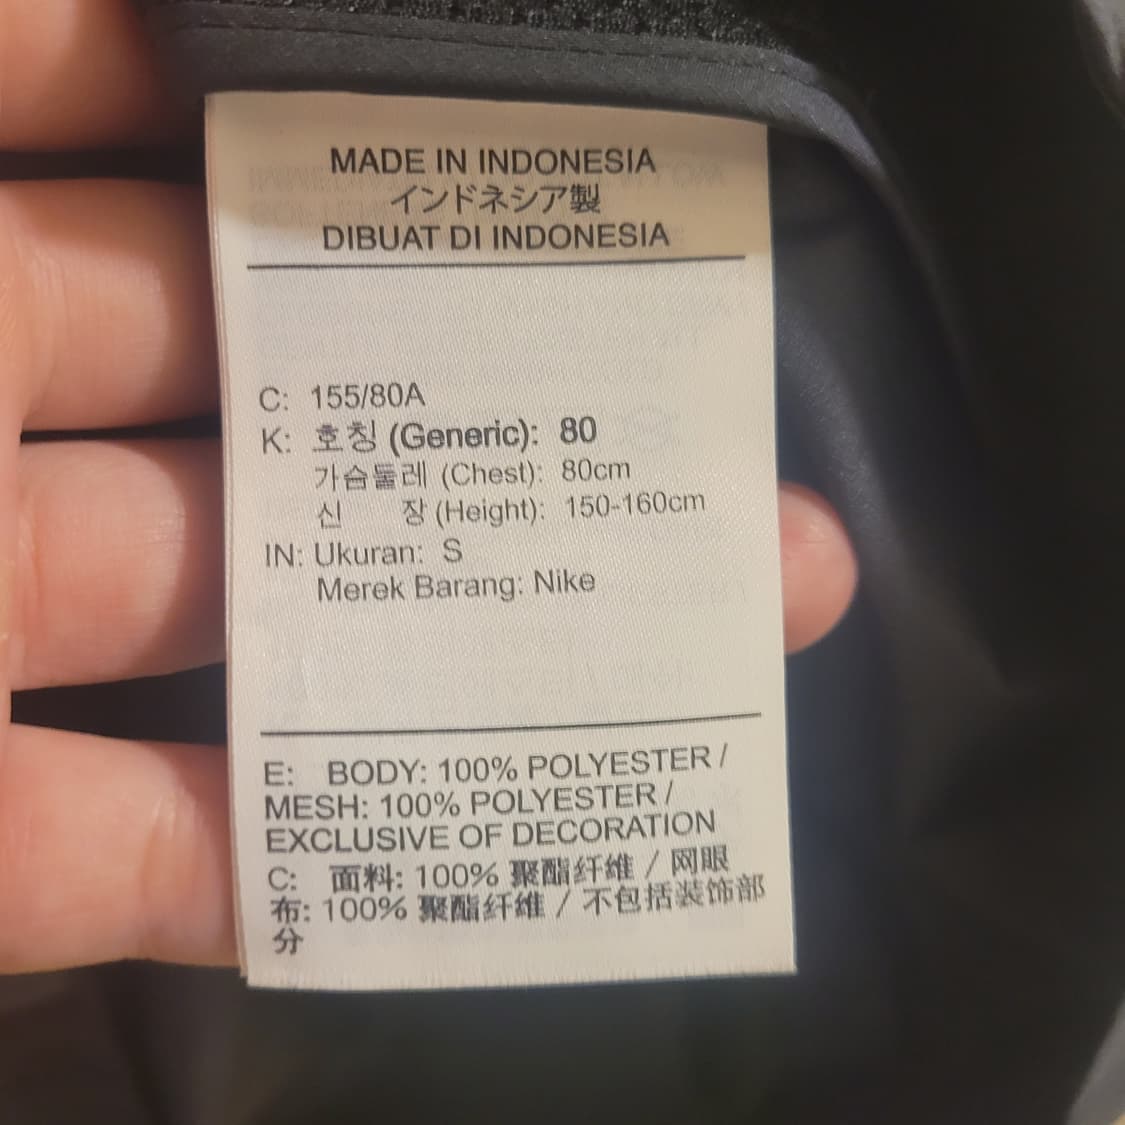 MADE IN INDONESIA
インドネシア製
DIBUAT DI INDONESIA
C: 155/80A
K: 호칭 (Generic): 80
가슴둘레 (Chest): 80cm
신 장 (Height): 150-160cm
IN: Ukuran: S
Merek Barang: Nike
E: BODY: 100% POLYESTER /
MESH: 100% POLYESTER /
EXCLUSIVE OF DECORATION
C: 面料: 100% 聚酯纤维 / 网眼
布: 100% 聚酯纤维 / 不包括装饰部
分